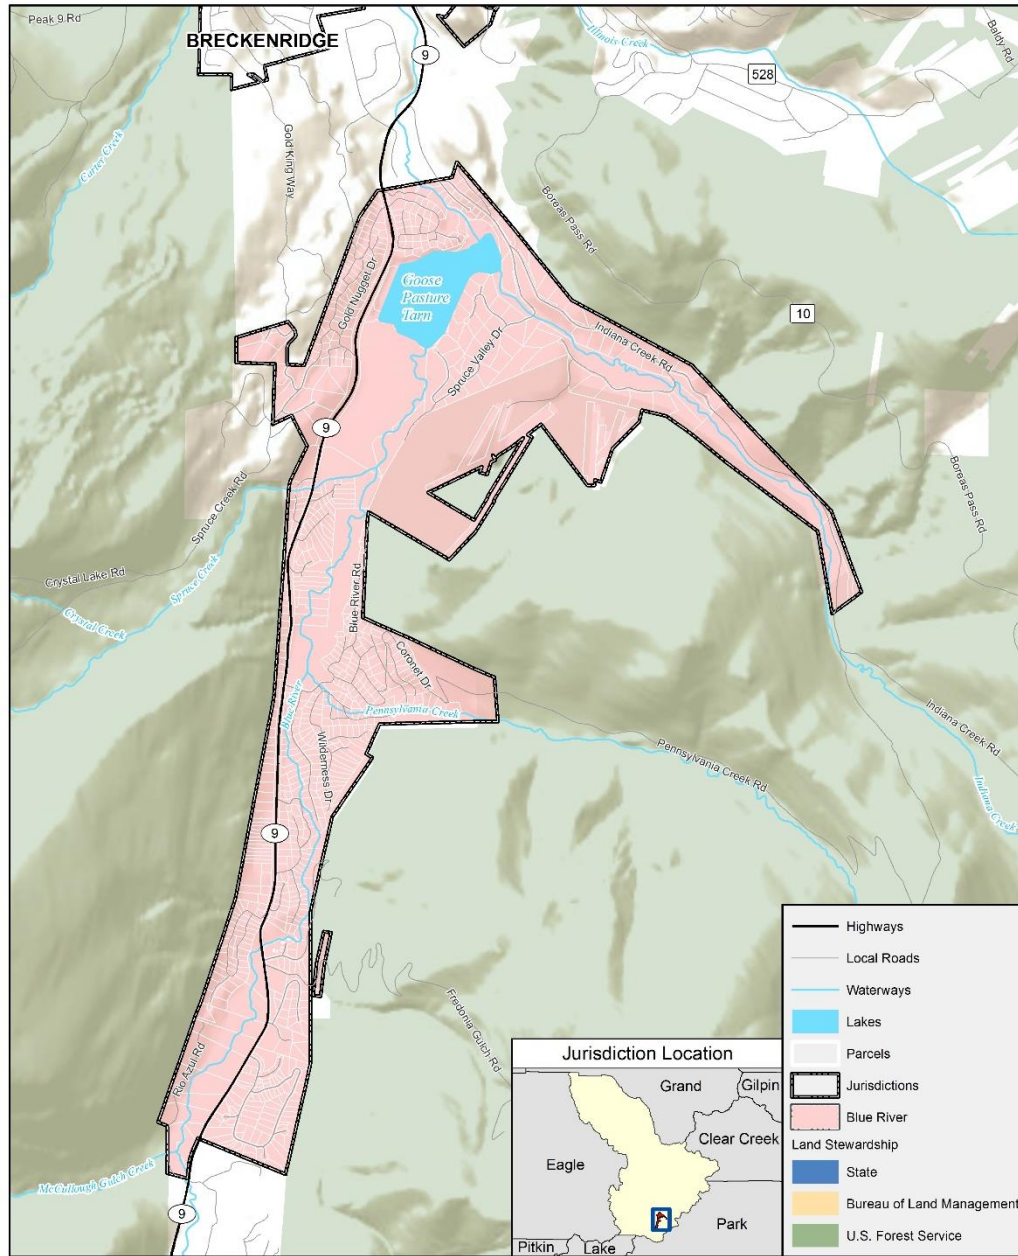 Peak 9 Rd
BRECKENRIDGE
9
Illinois Creek
528
Baldy Rd
Carter Creek
Gold King Way
Boreas Pass Rd
Goose
Pasture
Tarn
Gold Nugget Dr
10
Indiana Creek Rd
Spruce Valley Dr
9
Spruce Creek Rd
Boreas Pass Rd
Crystal Lake Rd
Spruce Creek
Crystal Creek
Blue River Rd
Coronet Dr
Blue River
Pennsylvania Creek
Indiana Creek Rd
Wilderness Dr
Pennsylvania Creek Rd
Indiana Creek
9
Fredonia Gulch Rd
Rio Azul Rd
McCullough Gulch Creek
9
Highways
Local Roads
Waterways
Lakes
Parcels
Jurisdictions
Blue River
Land Stewardship
State
Bureau of Land Management
U.S. Forest Service
Jurisdiction Location
Grand
Gilpin
Clear Creek
Eagle
Park
Pitkin
Lake